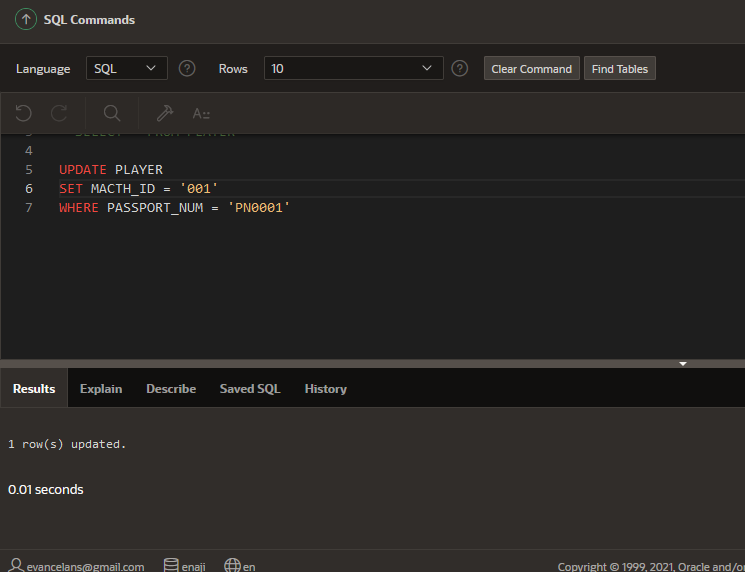 SQL Commands
Language SQL Rows 10 Clear Command Find Tables
A
4
5 UPDATE PLAYER
6 SET MACTH_ID = '001'
7 WHERE PASSPORT_NUM = 'PN0001'
Results Explain Describe Saved SQL History
1 row(s) updated.
0.01 seconds
evancelans@gmail.com enaji en Copyright © 1999, 2021, Oracle and/or